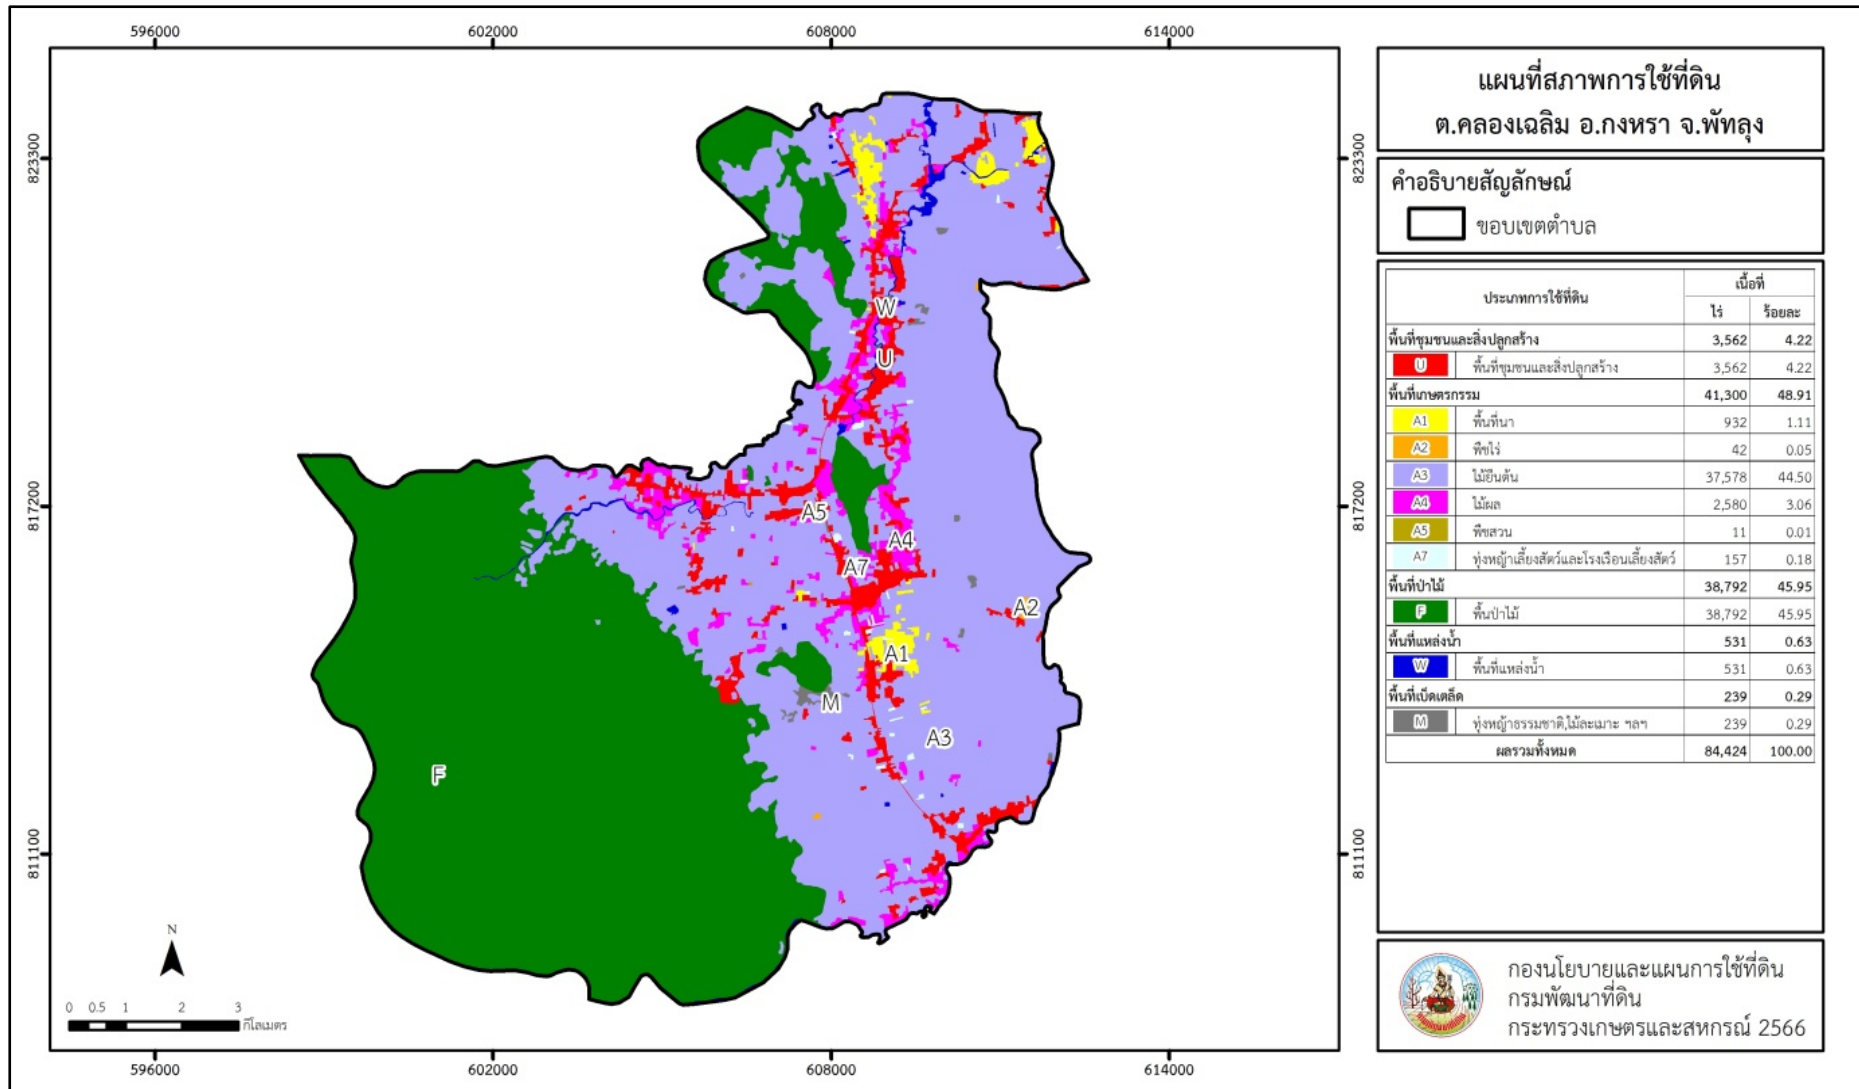 596000 602000 608000 614000
แผนที่สภาพการใช้ที่ดิน
ต.คลองเฉลิม อ.กงหรา จ.พัทลุง
คำอธิบายสัญลักษณ์
ขอบเขตตำบล
ประเภทการใช้ที่ดิน เนื้อที่
ไร่ ร้อยละ
พื้นที่ชุมชนและสิ่งปลูกสร้าง 3,562 4.22
U พื้นที่ชุมชนและสิ่งปลูกสร้าง 3,562 4.22
พื้นที่เกษตรกรรม 41,300 48.91
A1 พื้นที่นา 932 1.11
A2 พืชไร่ 42 0.05
A3 ไม้ยืนต้น 37,578 44.50
A4 ไม้ผล 2,580 3.06
A5 พืชสวน 11 0.01
A7 ทุ่งหญ้าเลี้ยงสัตว์และโรงเรือนเลี้ยงสัตว์ 157 0.18
พื้นที่ป่าไม้ 38,792 45.95
F พื้นป่าไม้ 38,792 45.95
พื้นที่แหล่งน้ำ 531 0.63
W พื้นที่แหล่งน้ำ 531 0.63
พื้นที่เบ็ดเตล็ด 239 0.29
M ทุ่งหญ้าธรรมชาติ,ไม้ละเมาะ ฯลฯ 239 0.29
ผลรวมทั้งหมด 84,424 100.00
823300
823300
817200
817200
811100
811100
W
U
A5
A4
A7
A2
A1
M
A3
F
N
0 0.5 1 2 3
กิโลเมตร
596000 602000 608000 614000
กองนโยบายและแผนการใช้ที่ดิน
กรมพัฒนาที่ดิน
กระทรวงเกษตรและสหกรณ์ 2566